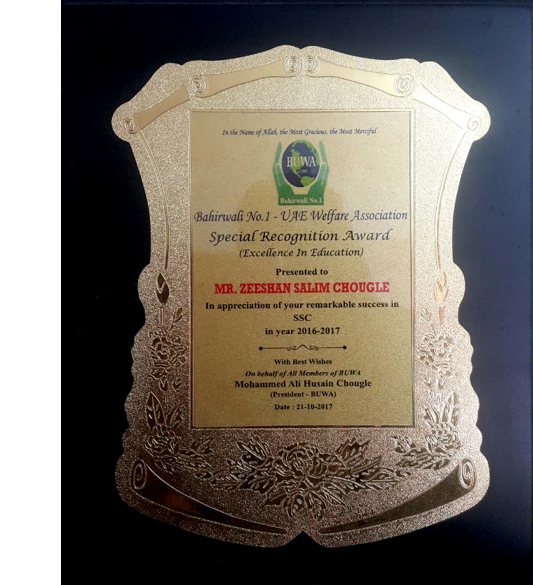 In the Name of Allah, the Most Gracious, the Most Merciful
BUWA
Bahirwali No.1
Bahirwali No.1 - UAE Welfare Association
Special Recognition Award
(Excellence In Education)
Presented to
MR. ZEESHAN SALIM CHOUGLE
In appreciation of your remarkable success in
SSC
in year 2016-2017
With Best Wishes
On behalf of All Members of BUWA
Mohammed Ali Husain Chougle
(President - BUWA)
Date : 21-10-2017